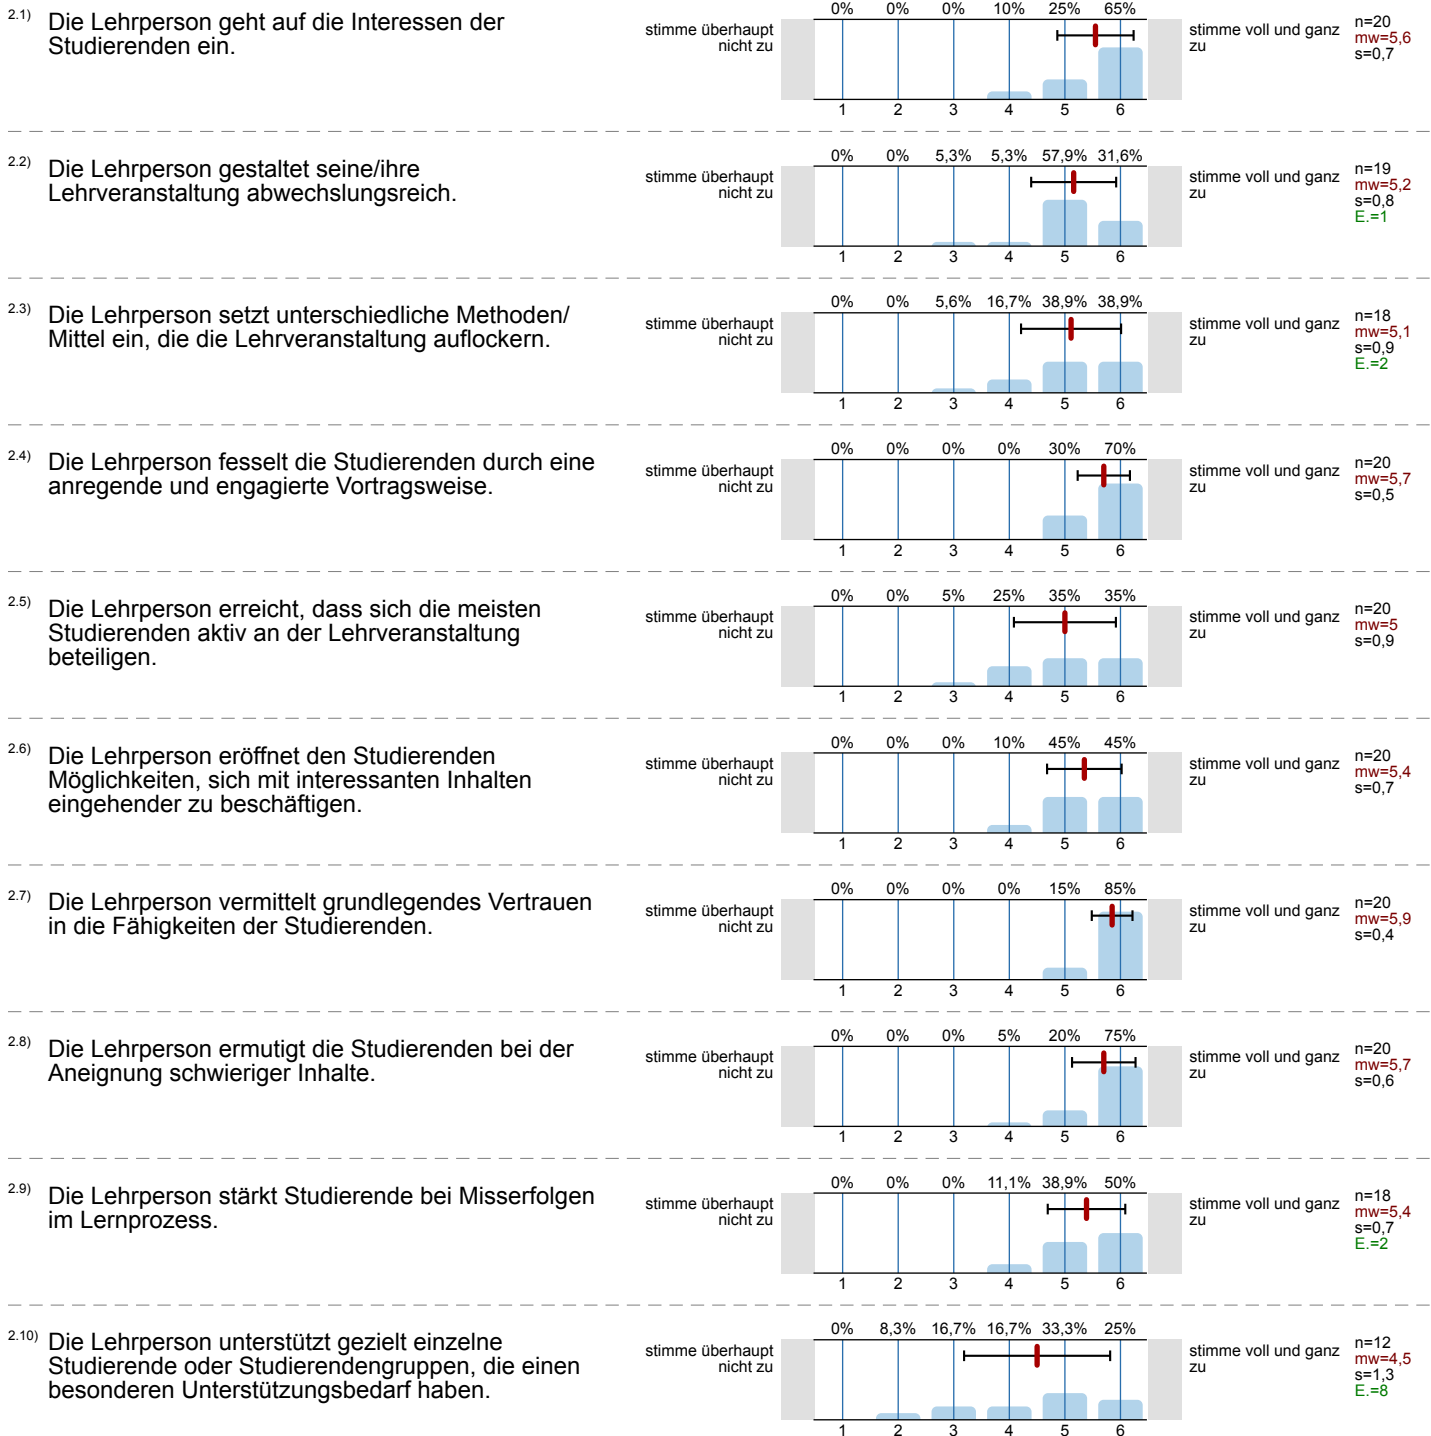 2.1) Die Lehrperson geht auf die Interessen der
Studierenden ein.
stimme überhaupt
nicht zu
0% 0% 0% 10% 25% 65%
1 2 3 4 5 6
stimme voll und ganz
zu
n=20
mw=5,6
s=0,7
2.2) Die Lehrperson gestaltet seine/ihre
Lehrveranstaltung abwechslungsreich.
stimme überhaupt
nicht zu
0% 0% 5,3% 5,3% 57,9% 31,6%
1 2 3 4 5 6
stimme voll und ganz
zu
n=19
mw=5,2
s=0,8
E.=1
2.3) Die Lehrperson setzt unterschiedliche Methoden/
Mittel ein, die die Lehrveranstaltung auflockern.
stimme überhaupt
nicht zu
0% 0% 5,6% 16,7% 38,9% 38,9%
1 2 3 4 5 6
stimme voll und ganz
zu
n=18
mw=5,1
s=0,9
E.=2
2.4) Die Lehrperson fesselt die Studierenden durch eine
anregende und engagierte Vortragsweise.
stimme überhaupt
nicht zu
0% 0% 0% 0% 30% 70%
1 2 3 4 5 6
stimme voll und ganz
zu
n=20
mw=5,7
s=0,5
2.5) Die Lehrperson erreicht, dass sich die meisten
Studierenden aktiv an der Lehrveranstaltung
beteiligen.
stimme überhaupt
nicht zu
0% 0% 5% 25% 35% 35%
1 2 3 4 5 6
stimme voll und ganz
zu
n=20
mw=5
s=0,9
2.6) Die Lehrperson eröffnet den Studierenden
Möglichkeiten, sich mit interessanten Inhalten
eingehender zu beschäftigen.
stimme überhaupt
nicht zu
0% 0% 0% 10% 45% 45%
1 2 3 4 5 6
stimme voll und ganz
zu
n=20
mw=5,4
s=0,7
2.7) Die Lehrperson vermittelt grundlegendes Vertrauen
in die Fähigkeiten der Studierenden.
stimme überhaupt
nicht zu
0% 0% 0% 0% 15% 85%
1 2 3 4 5 6
stimme voll und ganz
zu
n=20
mw=5,9
s=0,4
2.8) Die Lehrperson ermutigt die Studierenden bei der
Aneignung schwieriger Inhalte.
stimme überhaupt
nicht zu
0% 0% 0% 5% 20% 75%
1 2 3 4 5 6
stimme voll und ganz
zu
n=20
mw=5,7
s=0,6
2.9) Die Lehrperson stärkt Studierende bei Misserfolgen
im Lernprozess.
stimme überhaupt
nicht zu
0% 0% 0% 11,1% 38,9% 50%
1 2 3 4 5 6
stimme voll und ganz
zu
n=18
mw=5,4
s=0,7
E.=2
2.10) Die Lehrperson unterstützt gezielt einzelne
Studierende oder Studierendengruppen, die einen
besonderen Unterstützungsbedarf haben.
stimme überhaupt
nicht zu
0% 8,3% 16,7% 16,7% 33,3% 25%
1 2 3 4 5 6
stimme voll und ganz
zu
n=12
mw=4,5
s=1,3
E.=8